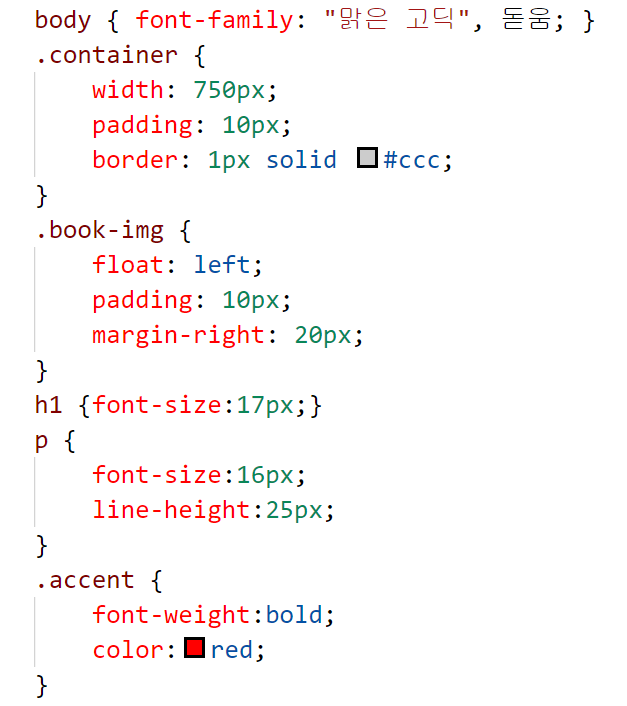 body { font-family: "맑은 고딕", 돋움; }
.container {
    width: 750px;
    padding: 10px;
    border: 1px solid #ccc;
}
.book-img {
    float: left;
    padding: 10px;
    margin-right: 20px;
}
h1 {font-size:17px;}
p {
    font-size:16px;
    line-height:25px;
}
.accent {
    font-weight:bold;
    color:red;
}